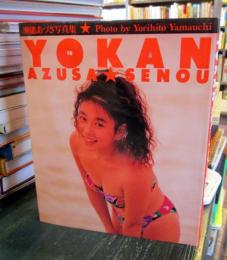 瀬能あづさ写真集★Photo by Yorihito Yamauchi
YOKAN
AZUSA★SENOU